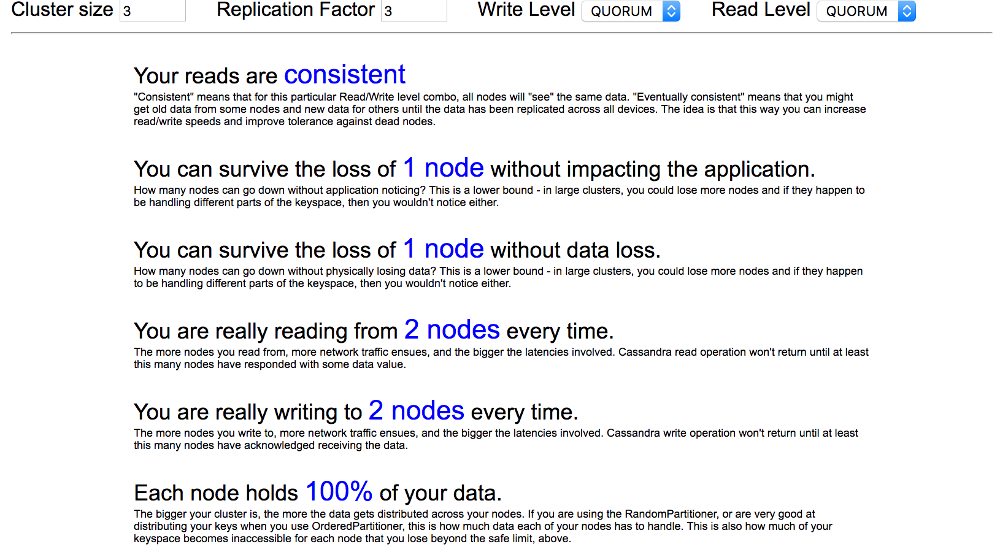 Cluster size 3 Replication Factor 3 Write Level QUORUM Read Level QUORUM
Your reads are consistent
"Consistent" means that for this particular Read/Write level combo, all nodes will "see" the same data. "Eventually consistent" means that you might
get old data from some nodes and new data for others until the data has been replicated across all devices. The idea is that this way you can increase
read/write speeds and improve tolerance against dead nodes.
You can survive the loss of 1 node without impacting the application.
How many nodes can go down without application noticing? This is a lower bound - in large clusters, you could lose more nodes and if they happen to
be handling different parts of the keyspace, then you wouldn't notice either.
You can survive the loss of 1 node without data loss.
How many nodes can go down without physically losing data? This is a lower bound - in large clusters, you could lose more nodes and if they happen
to be handling different parts of the keyspace, then you wouldn't notice either.
You are really reading from 2 nodes every time.
The more nodes you read from, more network traffic ensues, and the bigger the latencies involved. Cassandra read operation won't return until at least
this many nodes have responded with some data value.
You are really writing to 2 nodes every time.
The more nodes you write to, more network traffic ensues, and the bigger the latencies involved. Cassandra write operation won't return until at least
this many nodes have acknowledged receiving the data.
Each node holds 100% of your data.
The bigger your cluster is, the more the data gets distributed across your nodes. If you are using the RandomPartitioner, or are very good at
distributing your keys when you use OrderedPartitioner, this is how much data each of your nodes has to handle. This is also how much of your
keyspace becomes inaccessible for each node that you lose beyond the safe limit, above.